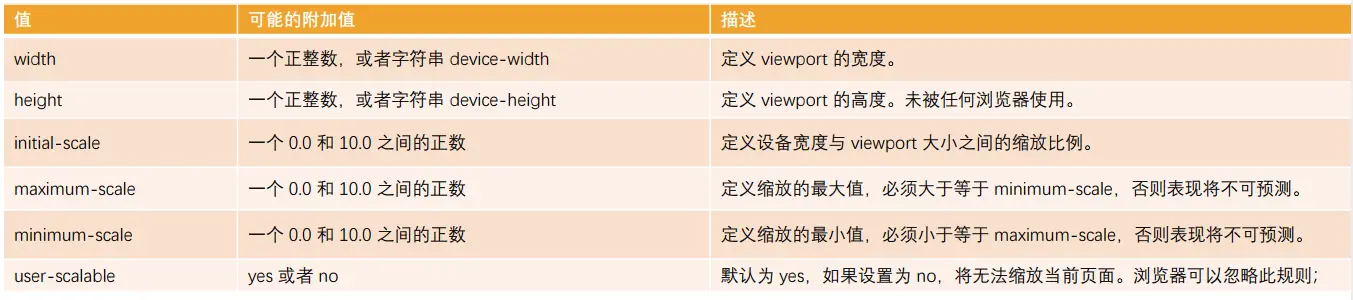 值 可能的附加值 描述
width 一个正整数，或者字符串 device-width 定义 viewport 的宽度。
height 一个正整数，或者字符串 device-height 定义 viewport 的高度。未被任何浏览器使用。
initial-scale 一个 0.0 和 10.0 之间的正数 定义设备宽度与 viewport 大小之间的缩放比例。
maximum-scale 一个 0.0 和 10.0 之间的正数 定义缩放的最大值，必须大于等于 minimum-scale，否则表现将不可预测。
minimum-scale 一个 0.0 和 10.0 之间的正数 定义缩放的最小值，必须小于等于 maximum-scale，否则表现将不可预测。
user-scalable yes 或者 no 默认为 yes，如果设置为 no，将无法缩放当前页面。浏览器可以忽略此规则；